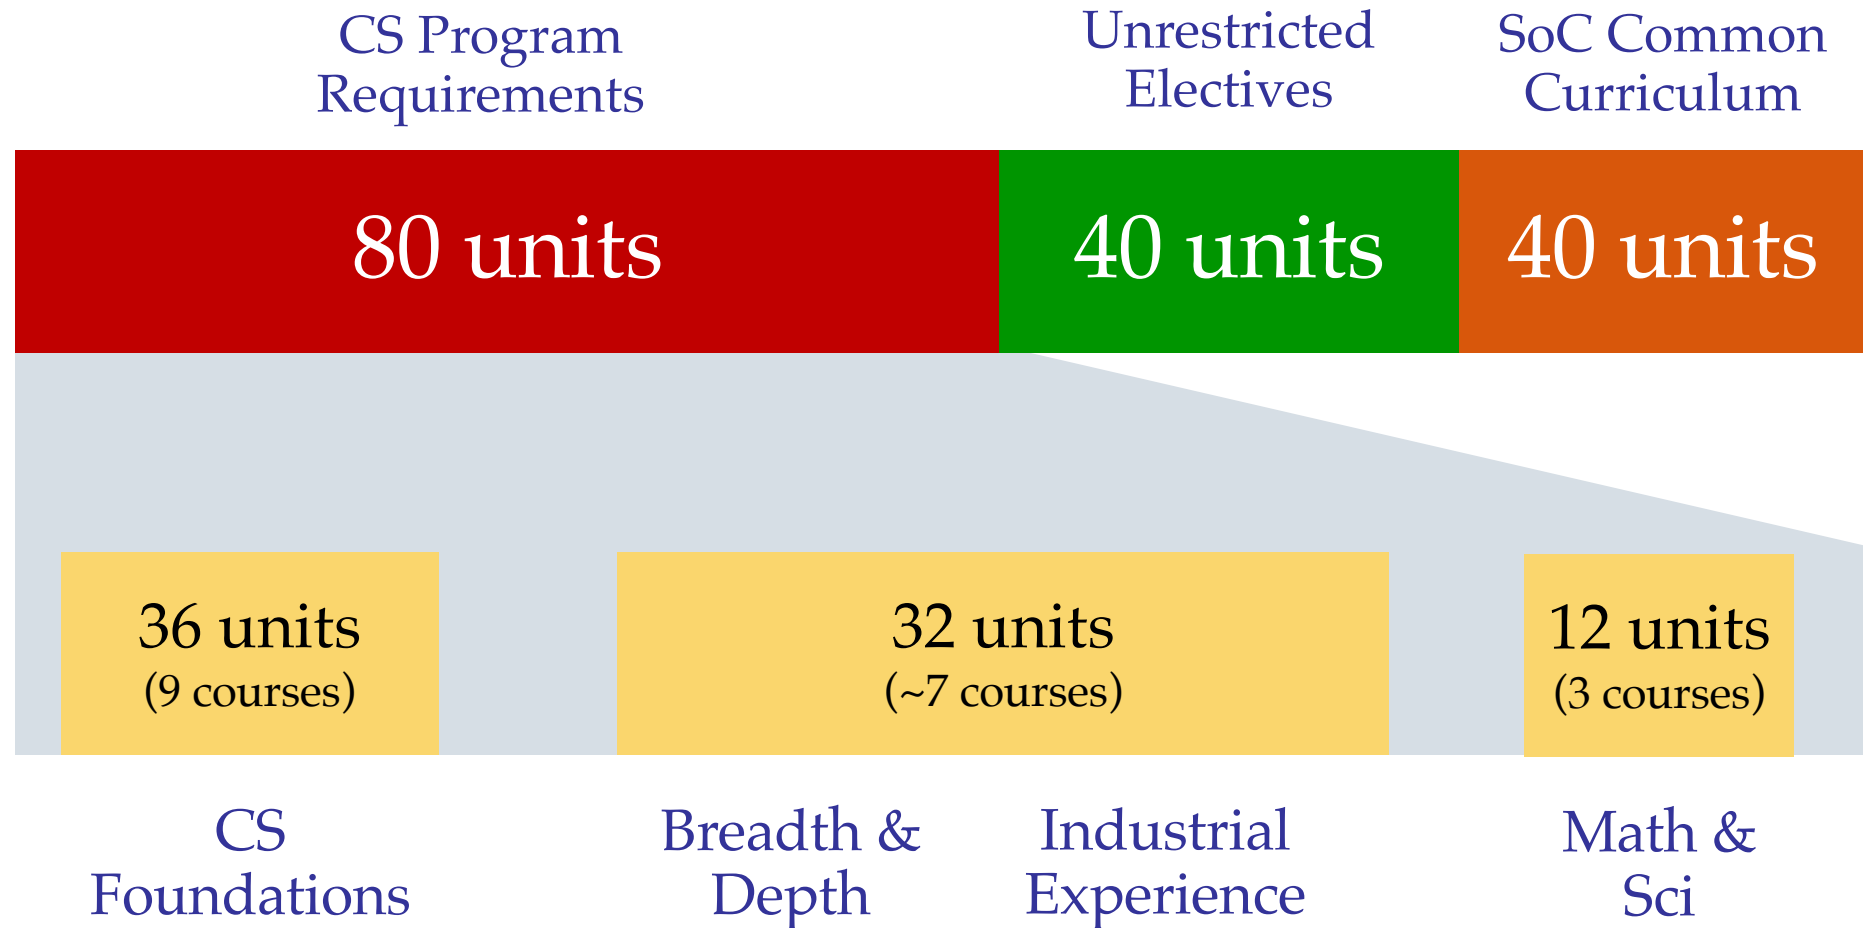 CS Program
Requirements
Unrestricted
Electives
SoC Common
Curriculum
80 units
40 units
40 units
36 units
(9 courses)
32 units
(~7 courses)
12 units
(3 courses)
CS
Foundations
Breadth &
Depth
Industrial
Experience
Math &
Sci